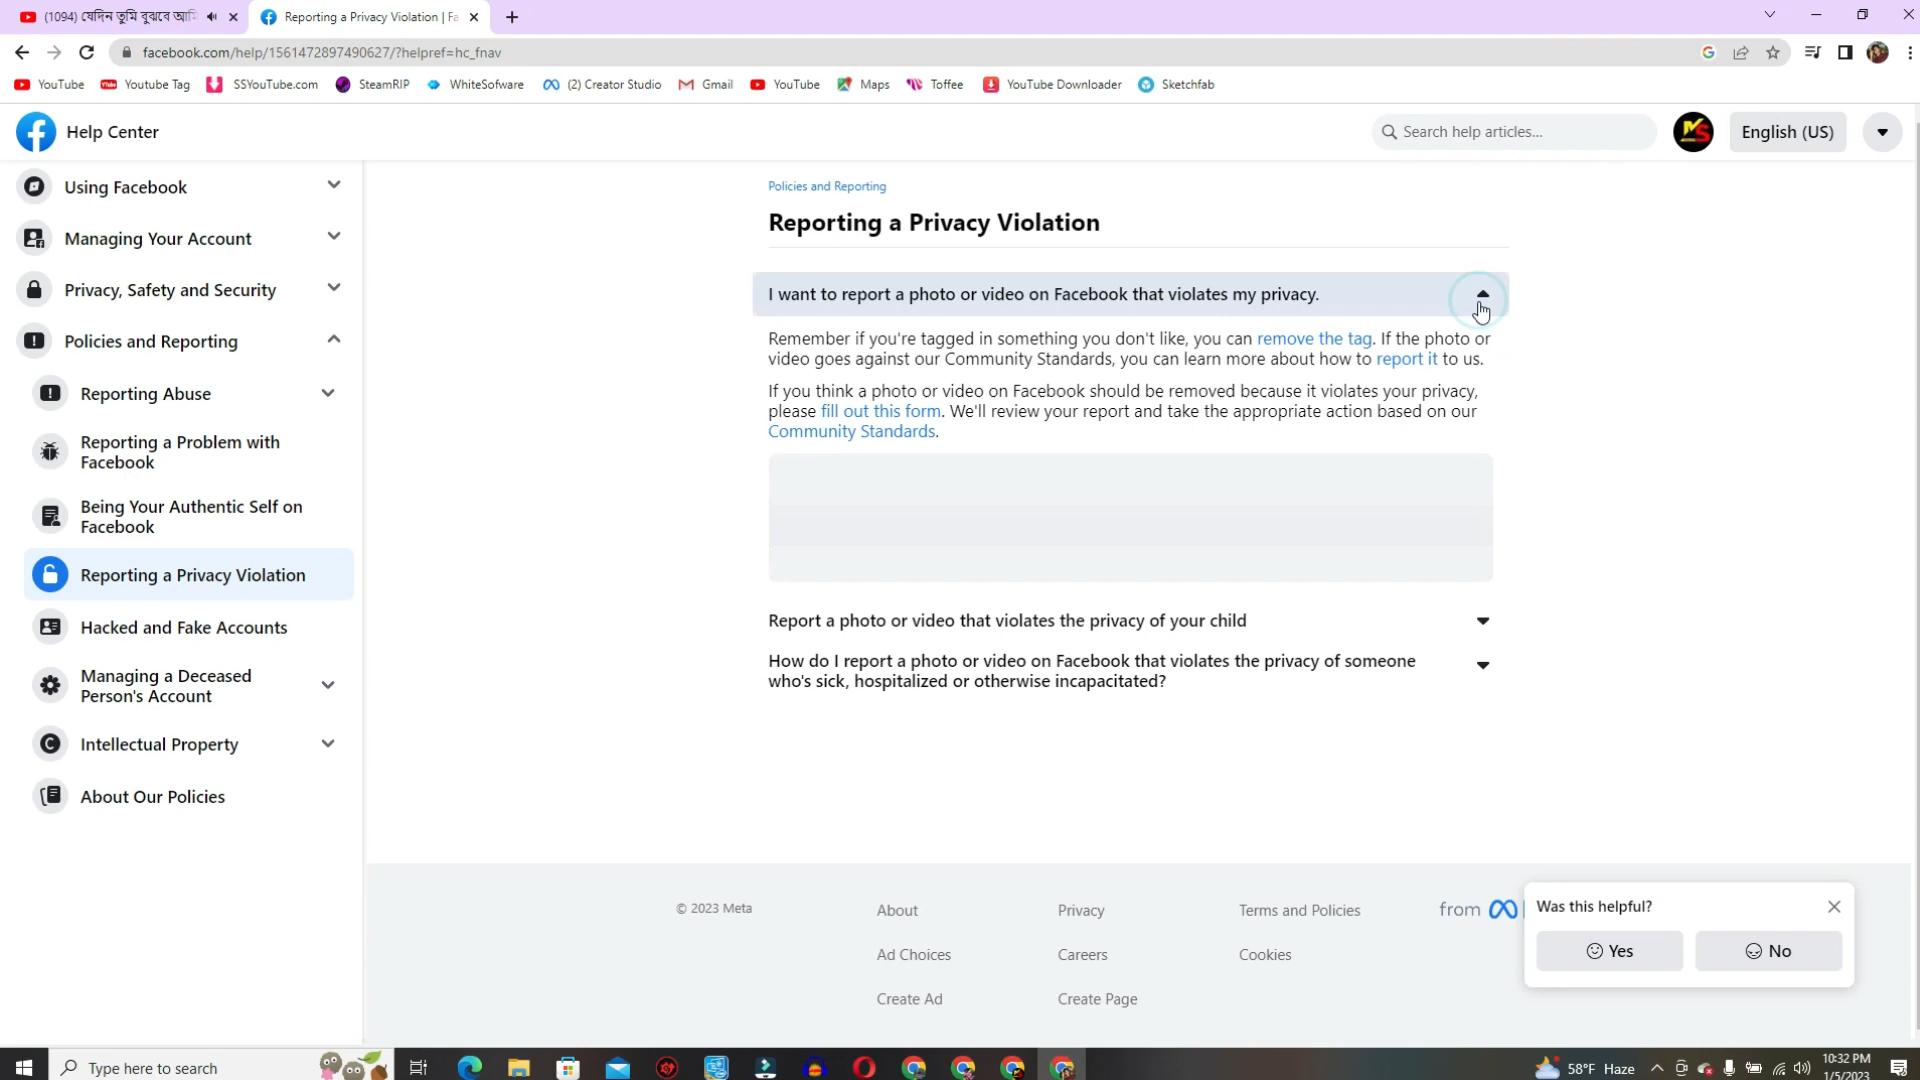 (1094) যেদিন তুমি বুঝবে আমি
Reporting a Privacy Violation | Fa
facebook.com/help/1561472897490627/?helpref=hc_fnav
YouTube
Youtube Tag
SSYouTube.com
SteamRIP
WhiteSofware
(2) Creator Studio
Gmail
YouTube
Maps
Toffee
YouTube Downloader
Sketchfab
Help Center
Search help articles...
English (US)
Using Facebook
Managing Your Account
Privacy, Safety and Security
Policies and Reporting
Reporting Abuse
Reporting a Problem with
Facebook
Being Your Authentic Self on
Facebook
Reporting a Privacy Violation
Hacked and Fake Accounts
Managing a Deceased
Person's Account
Intellectual Property
About Our Policies
Policies and Reporting
Reporting a Privacy Violation
I want to report a photo or video on Facebook that violates my privacy.
Remember if you're tagged in something you don't like, you can remove the tag. If the photo or
video goes against our Community Standards, you can learn more about how to report it to us.
If you think a photo or video on Facebook should be removed because it violates your privacy,
please fill out this form. We'll review your report and take the appropriate action based on our
Community Standards.
Report a photo or video that violates the privacy of your child
How do I report a photo or video on Facebook that violates the privacy of someone
who's sick, hospitalized or otherwise incapacitated?
© 2023 Meta
About
Privacy
Terms and Policies
from
Ad Choices
Careers
Cookies
Create Ad
Create Page
Was this helpful?
Yes
No
Type here to search
58°F Haze
10:32 PM
1/5/2023